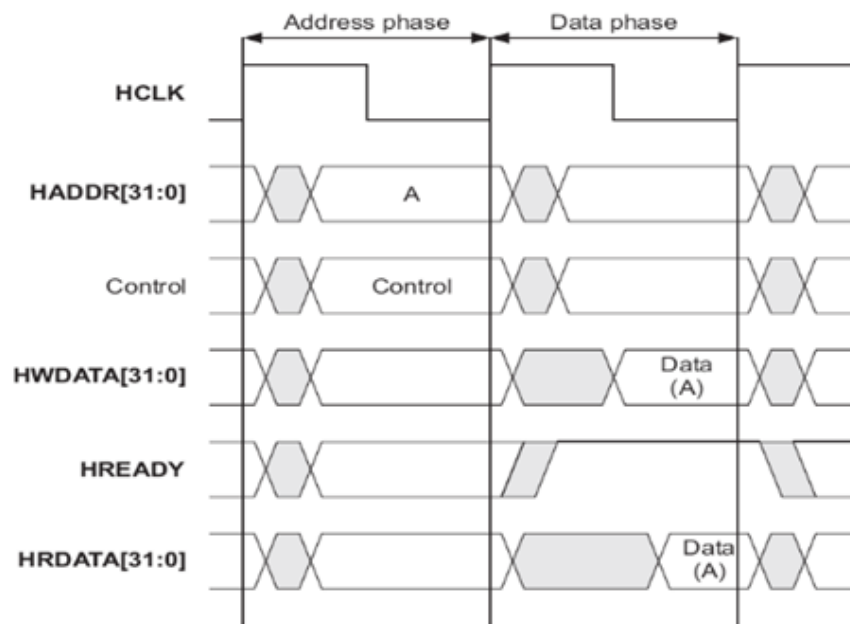 Address phase Data phase
HCLK
HADDR[31:0] A
Control Control
HWDATA[31:0] Data
(A)
HREADY
HRDATA[31:0] Data
(A)